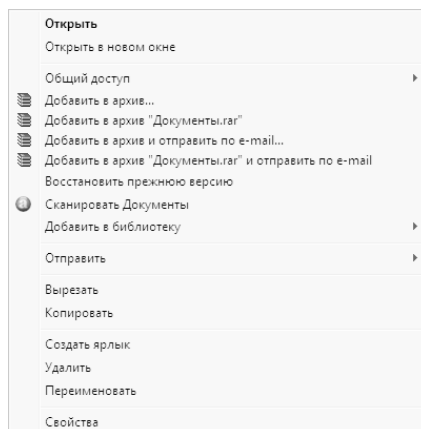 Открыть
Открыть в новом окне
Общий доступ
Добавить в архив...
Добавить в архив "Документы.rar"
Добавить в архив и отправить по e-mail...
Добавить в архив "Документы.rar" и отправить по e-mail
Восстановить прежнюю версию
Сканировать Документы
Добавить в библиотеку
Отправить
Вырезать
Копировать
Создать ярлык
Удалить
Переименовать
Свойства